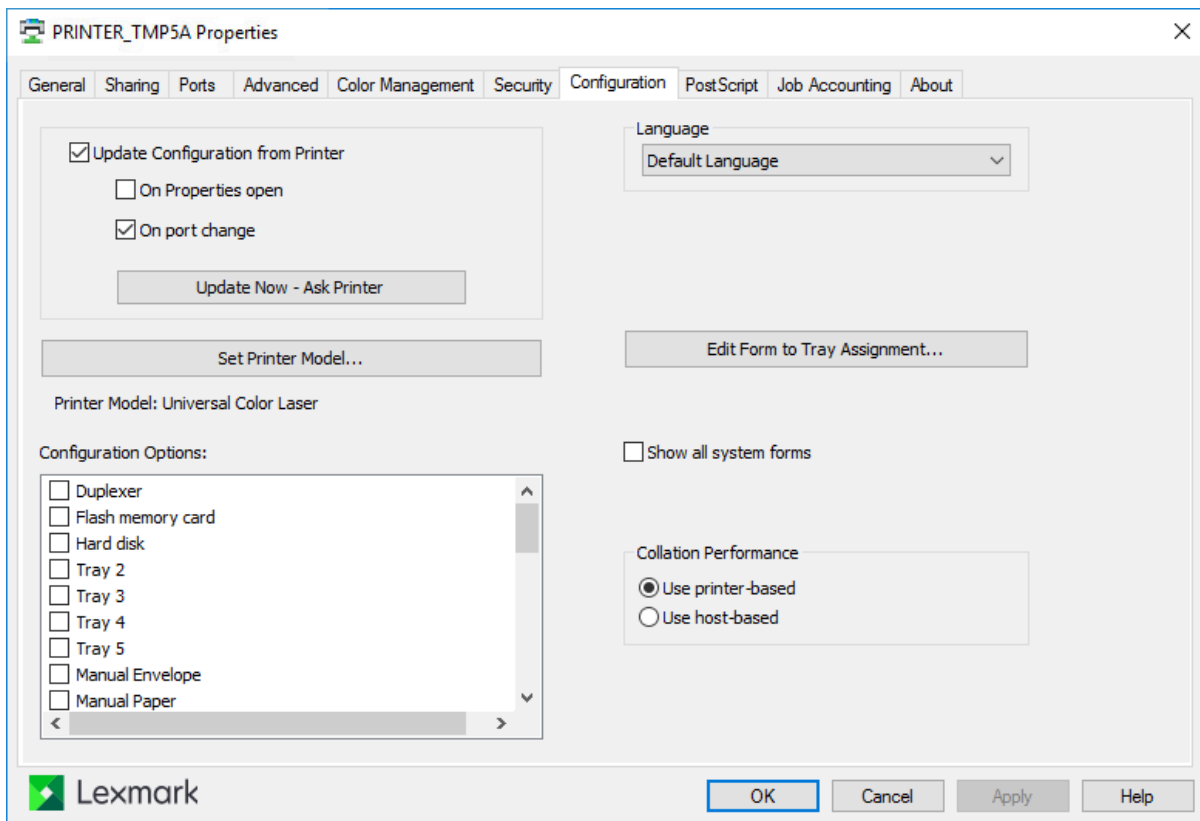 PRINTER_TMP5A Properties
General Sharing Ports Advanced Color Management Security Configuration PostScript Job Accounting About
Update Configuration from Printer
On Properties open
On port change
Update Now - Ask Printer
Set Printer Model...
Printer Model: Universal Color Laser
Configuration Options:
Duplexer
Flash memory card
Hard disk
Tray 2
Tray 3
Tray 4
Tray 5
Manual Envelope
Manual Paper
Language
Default Language
Edit Form to Tray Assignment...
Show all system forms
Collation Performance
Use printer-based
Use host-based
Lexmark
OK Cancel Apply Help